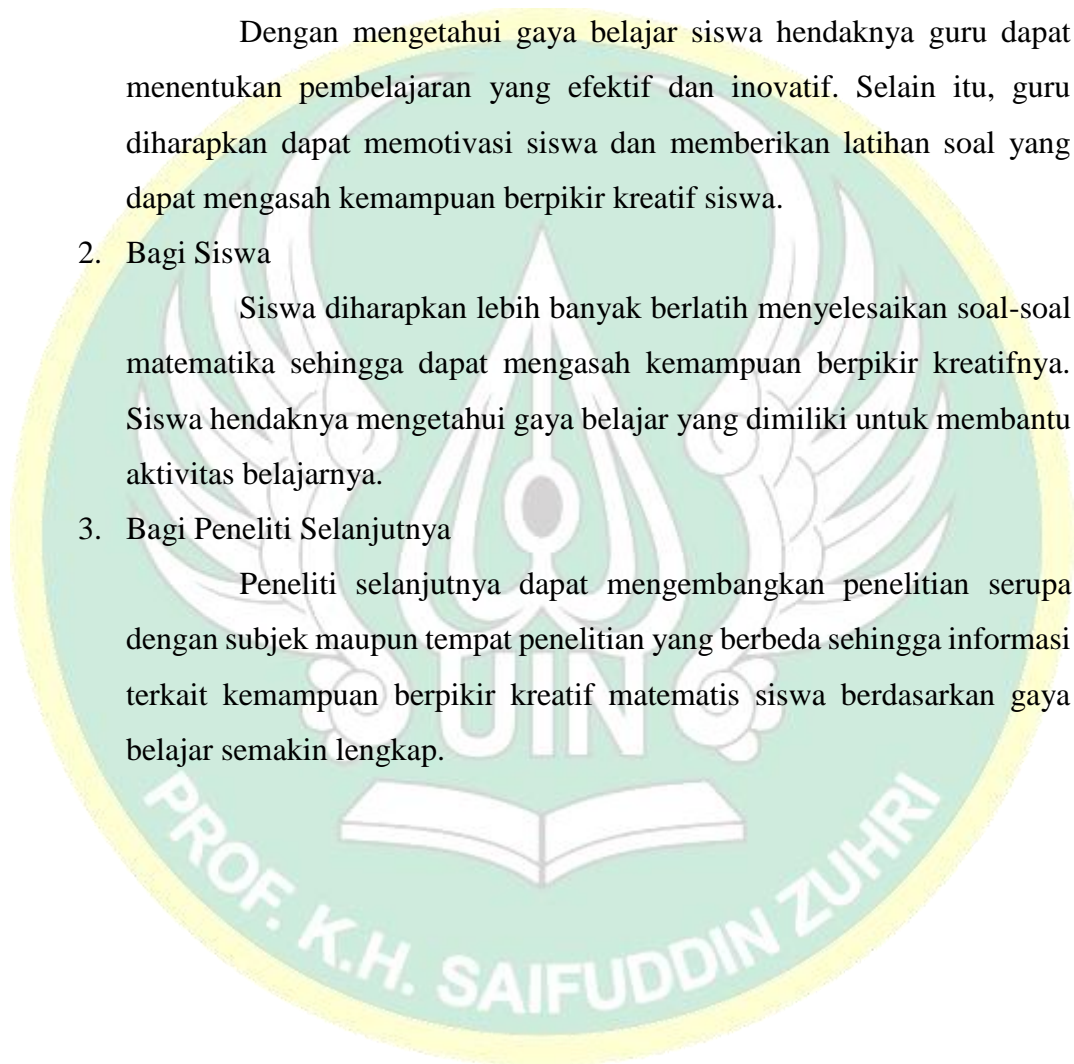 Dengan mengetahui gaya belajar siswa hendaknya guru dapat
menentukan pembelajaran yang efektif dan inovatif. Selain itu, guru
diharapkan dapat memotivasi siswa dan memberikan latihan soal yang
dapat mengasah kemampuan berpikir kreatif siswa.
2. Bagi Siswa
Siswa diharapkan lebih banyak berlatih menyelesaikan soal-soal
matematika sehingga dapat mengasah kemampuan berpikir kreatifnya.
Siswa hendaknya mengetahui gaya belajar yang dimiliki untuk membantu
aktivitas belajarnya.
3. Bagi Peneliti Selanjutnya
Peneliti selanjutnya dapat mengembangkan penelitian serupa
dengan subjek maupun tempat penelitian yang berbeda sehingga informasi
terkait kemampuan berpikir kreatif matematis siswa berdasarkan gaya
belajar semakin lengkap.
UIN
PROF. K.H. SAIFUDDIN ZUHRI